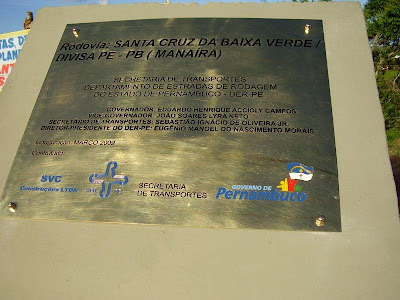 Rodovia: SANTA CRUZ DA BAIXA VERDE /
DIVISA PE - PB ( MANAÍRA)
SECRETARIA DE TRANSPORTES
DEPARTAMENTO DE ESTRADAS DE RODAGEM
DO ESTADO DE PERNAMBUCO - DER-PE
GOVERNADOR: EDUARDO HENRIQUE ACCIOLY CAMPOS
VICE-GOVERNADOR: JOÃO SOARES LYRA NETO
SECRETÁRIO DE TRANSPORTES: SEBASTIÃO IGNÁCIO DE OLIVEIRA JR.
DIRETOR-PRESIDENTE DO DER-PE: EUGÊNIO MANOEL DO NASCIMENTO MORAIS
MARÇO 2009
SVC
Construções LTDA
SECRETARIA
DE TRANSPORTES
GOVERNO DE
Pernambuco